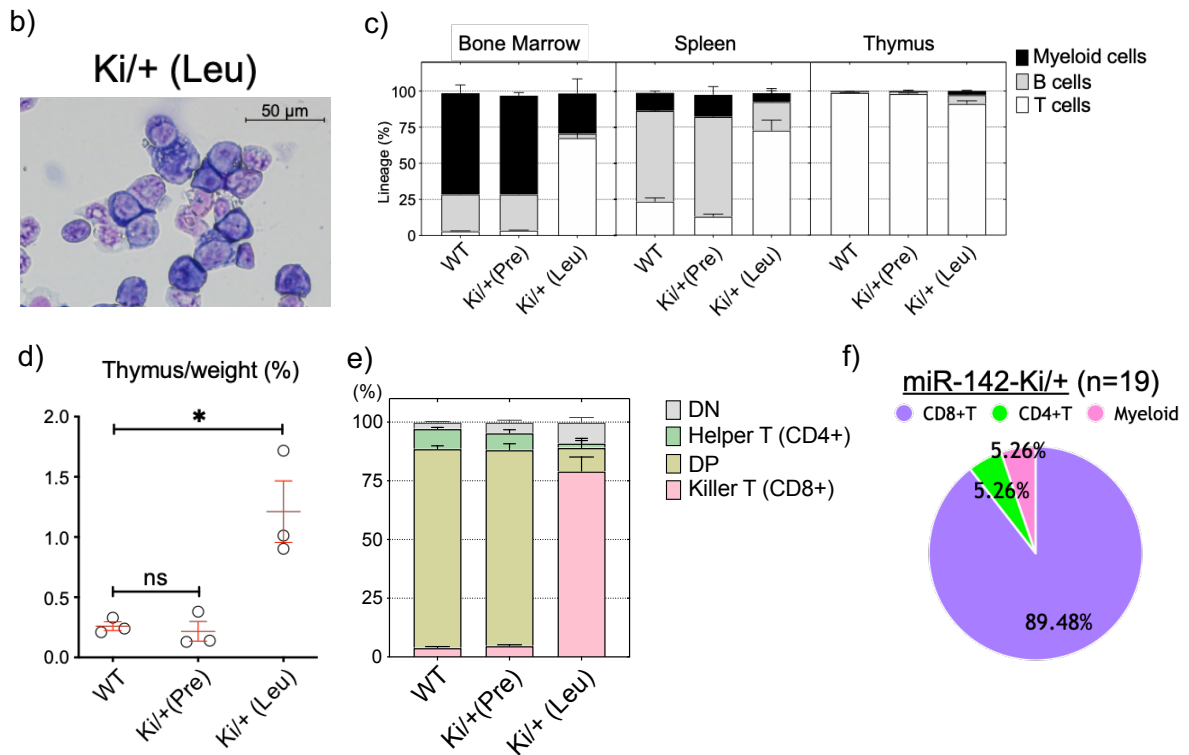 b)
Ki/+ (Leu)
50 µm
c)
Bone Marrow
Spleen
Thymus
Myeloid cells
B cells
T cells
Lineage (%)
100
75
50
25
0
WT
Ki/+(Pre)
Ki/+ (Leu)
WT
Ki/+(Pre)
Ki/+ (Leu)
WT
Ki/+(Pre)
Ki/+ (Leu)
d)
Thymus/weight (%)
2.0
1.5
1.0
0.5
0.0
*
ns
WT
Ki/+(Pre)
Ki/+ (Leu)
e)
(%)
100
75
50
25
0
DN
Helper T (CD4+)
DP
Killer T (CD8+)
WT
Ki/+(Pre)
Ki/+ (Leu)
f)
miR-142-Ki/+ (n=19)
CD8+T
CD4+T
Myeloid
5.26%
5.26%
89.48%